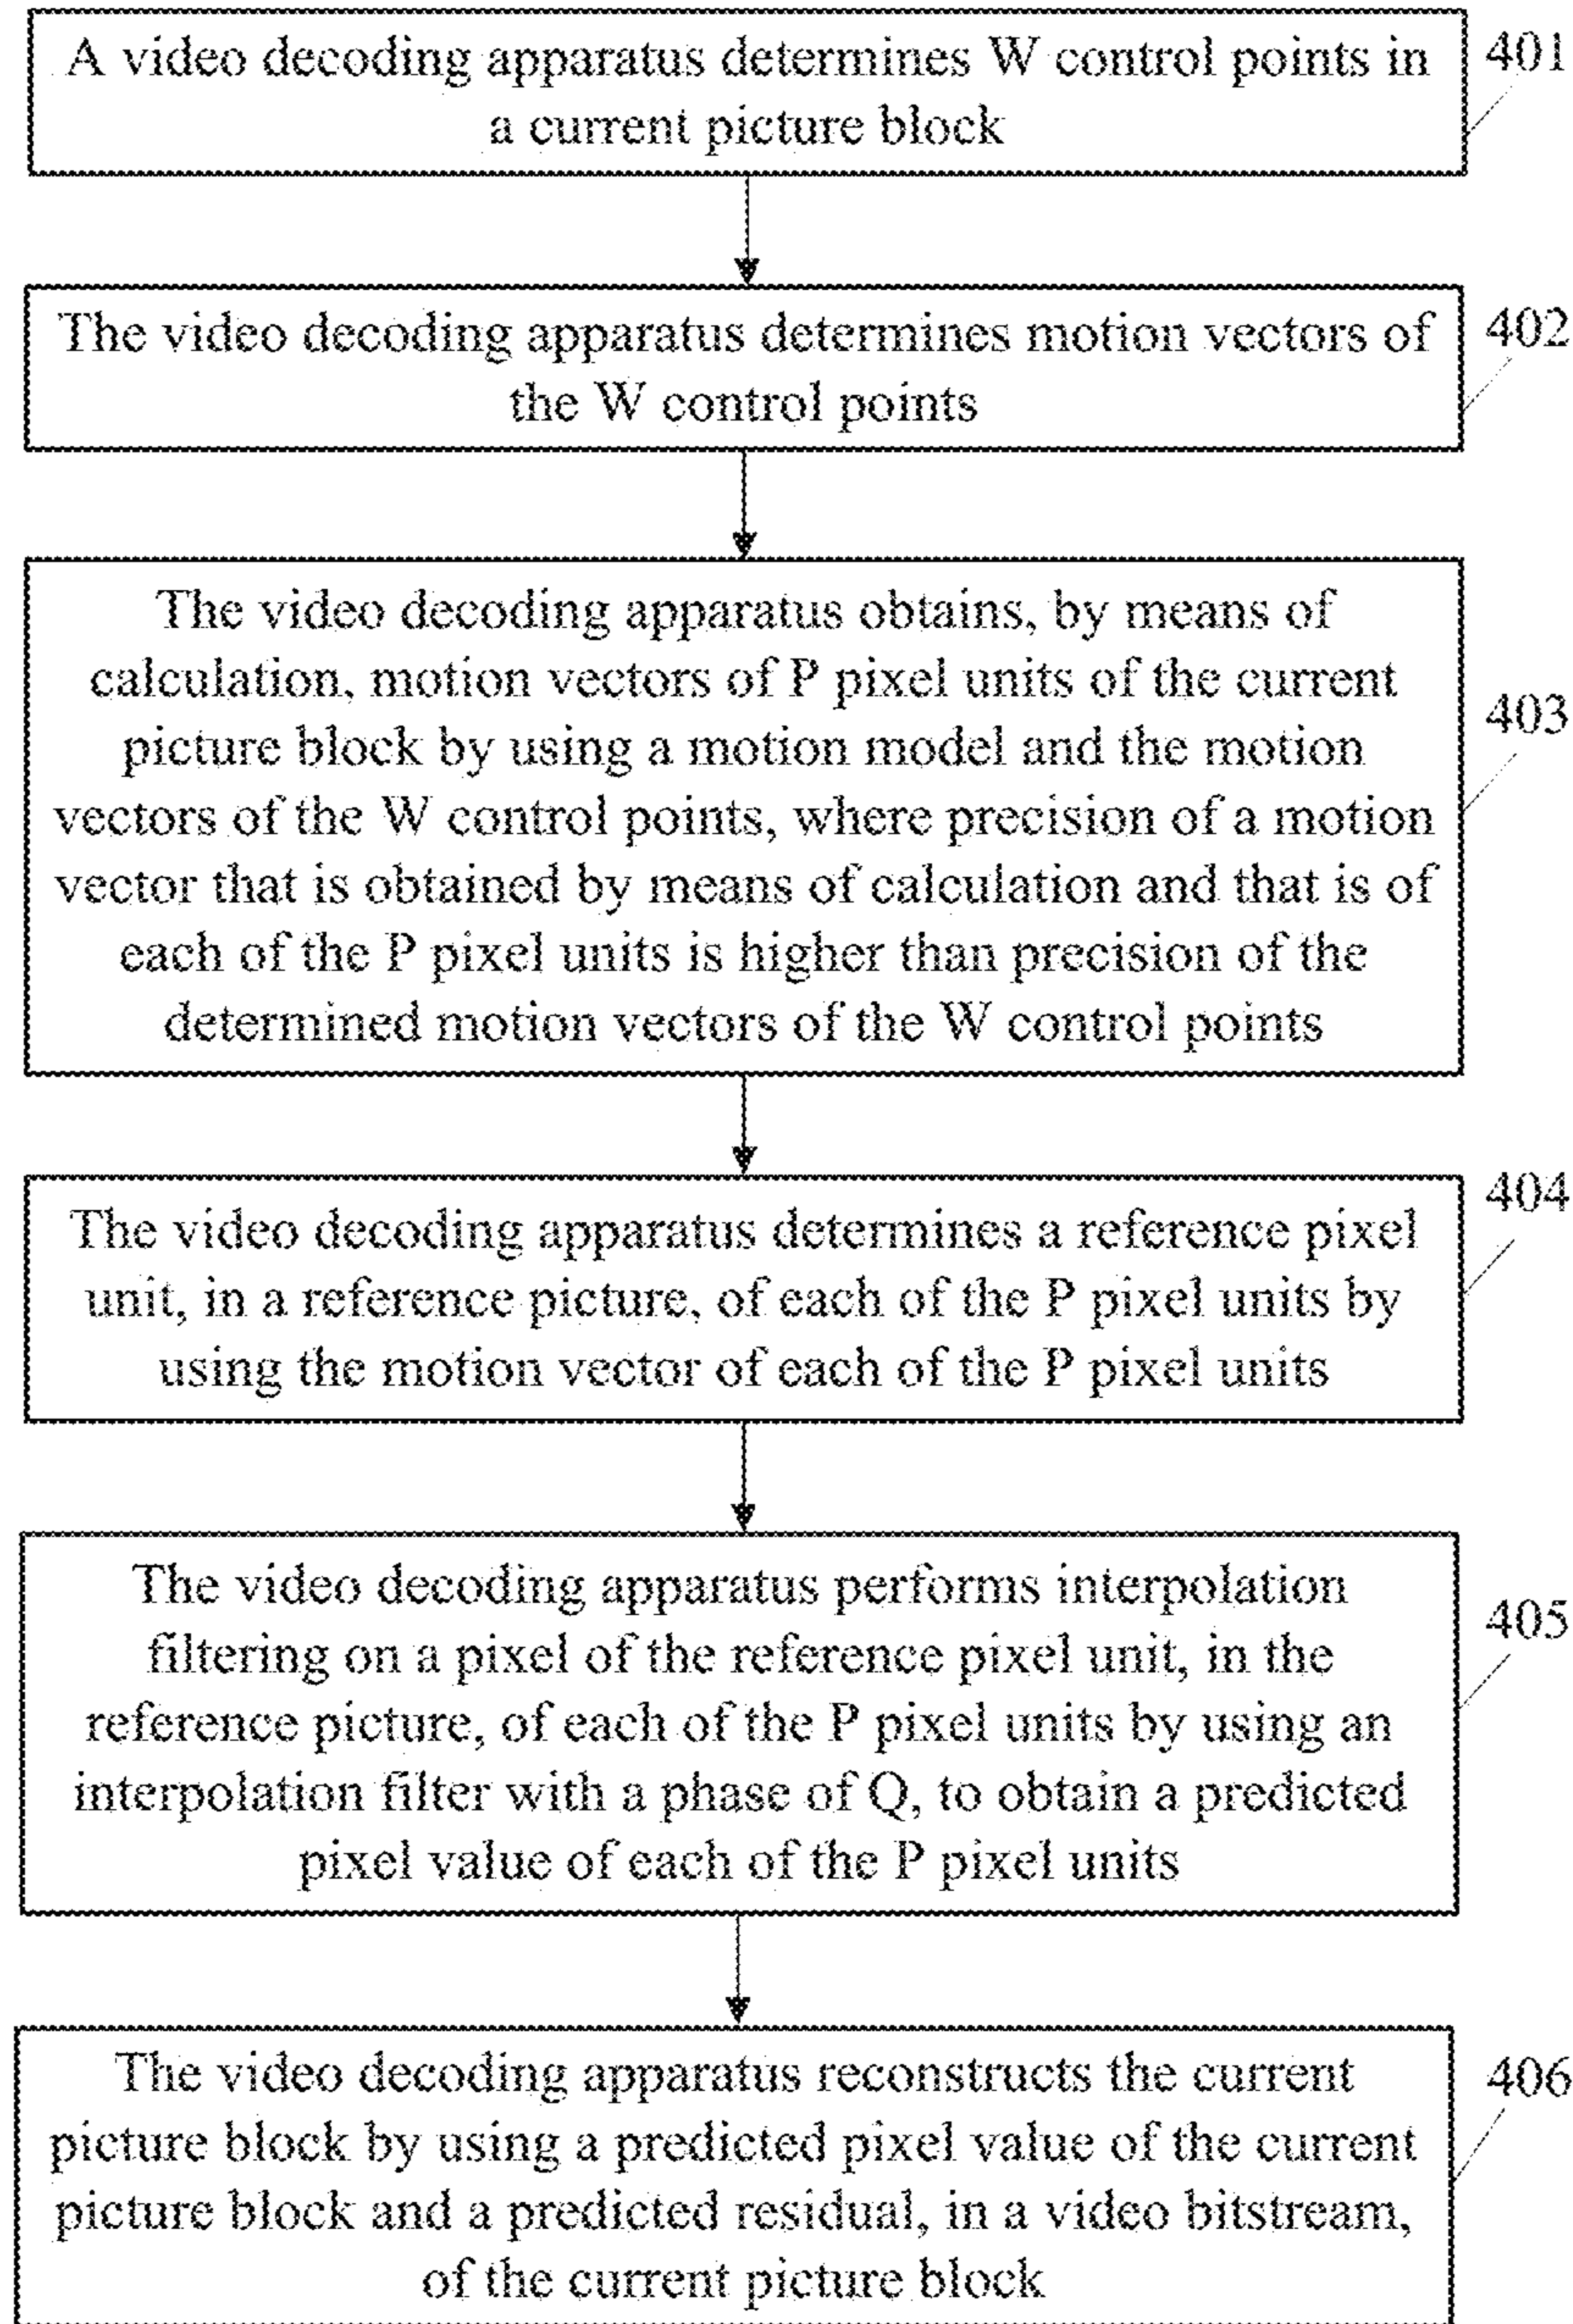 A video decoding apparatus determines W control points in
a current picture block
401
The video decoding apparatus determines motion vectors of
the W control points
402
The video decoding apparatus obtains, by means of
calculation, motion vectors of P pixel units of the current
picture block by using a motion model and the motion
vectors of the W control points, where precision of a motion
vector that is obtained by means of calculation and that is of
each of the P pixel units is higher than precision of the
determined motion vectors of the W control points
403
The video decoding apparatus determines a reference pixel
unit, in a reference picture, of each of the P pixel units by
using the motion vector of each of the P pixel units
404
The video decoding apparatus performs interpolation
filtering on a pixel of the reference pixel unit, in the
reference picture, of each of the P pixel units by using an
interpolation filter with a phase of Q, to obtain a predicted
pixel value of each of the P pixel units
405
The video decoding apparatus reconstructs the current
picture block by using a predicted pixel value of the current
picture block and a predicted residual, in a video bitstream,
of the current picture block
406